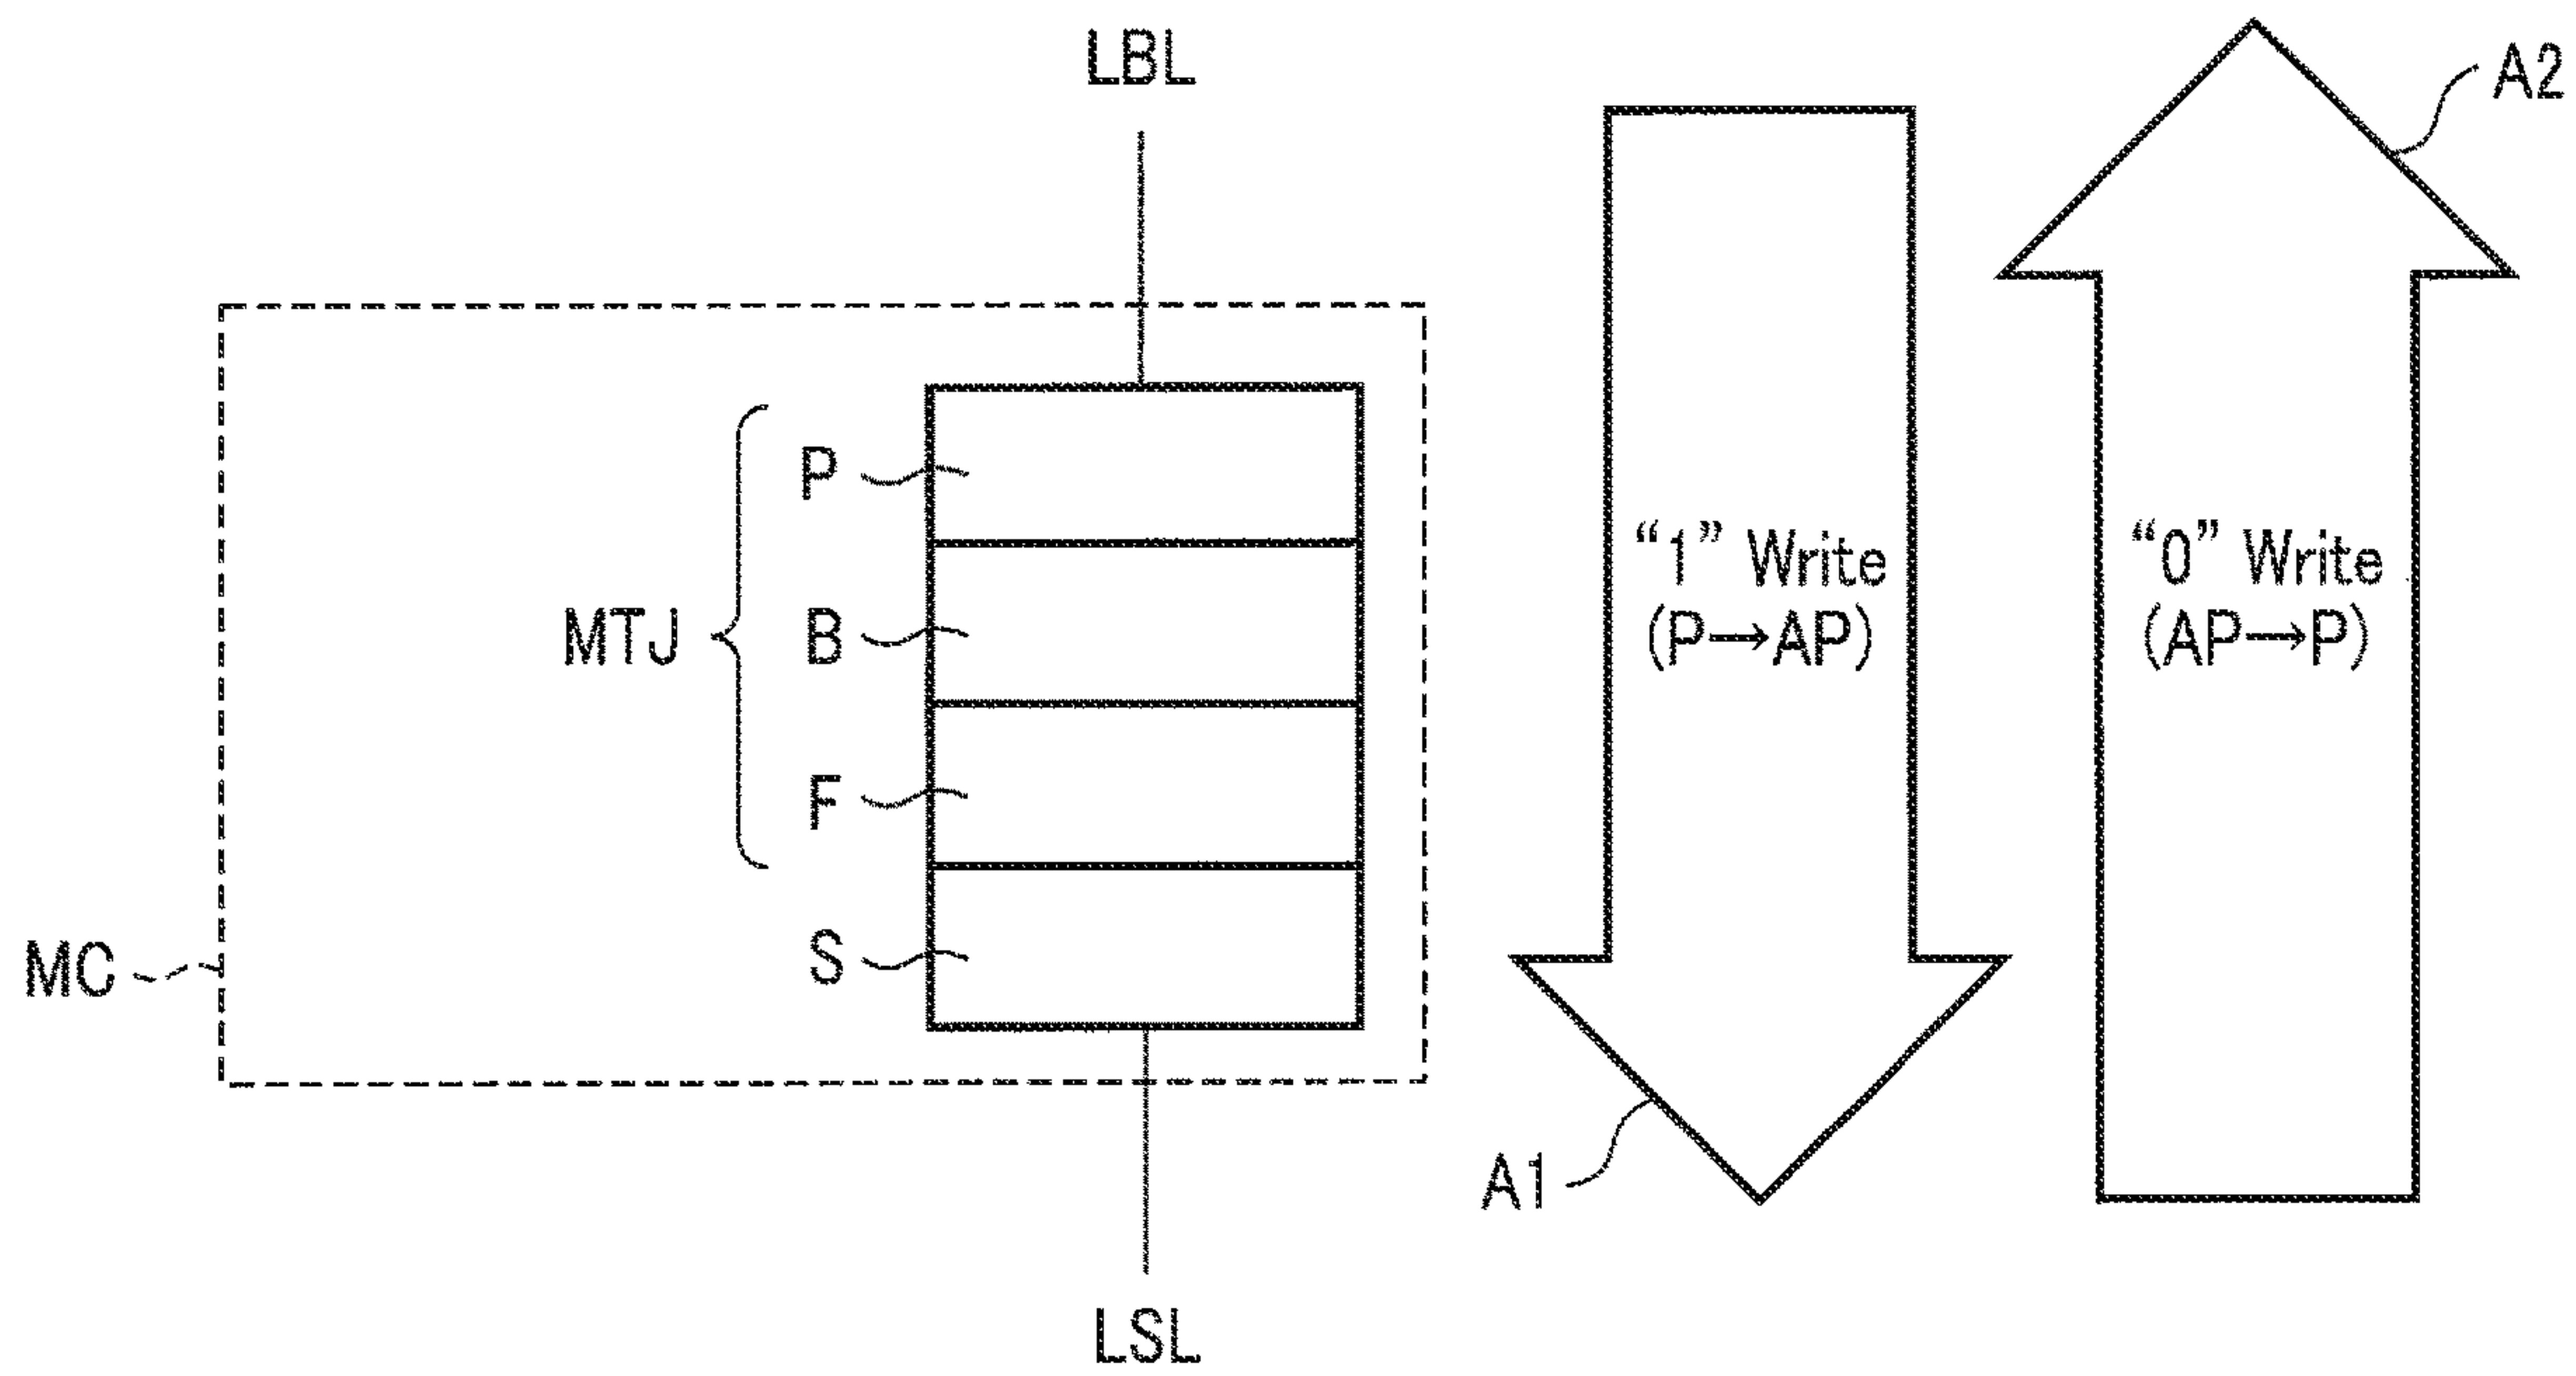 LBL
A2
P
“1” Write
(P→AP)
“0” Write
(AP→P)
MTJ
B
F
S
MC
A1
LSL